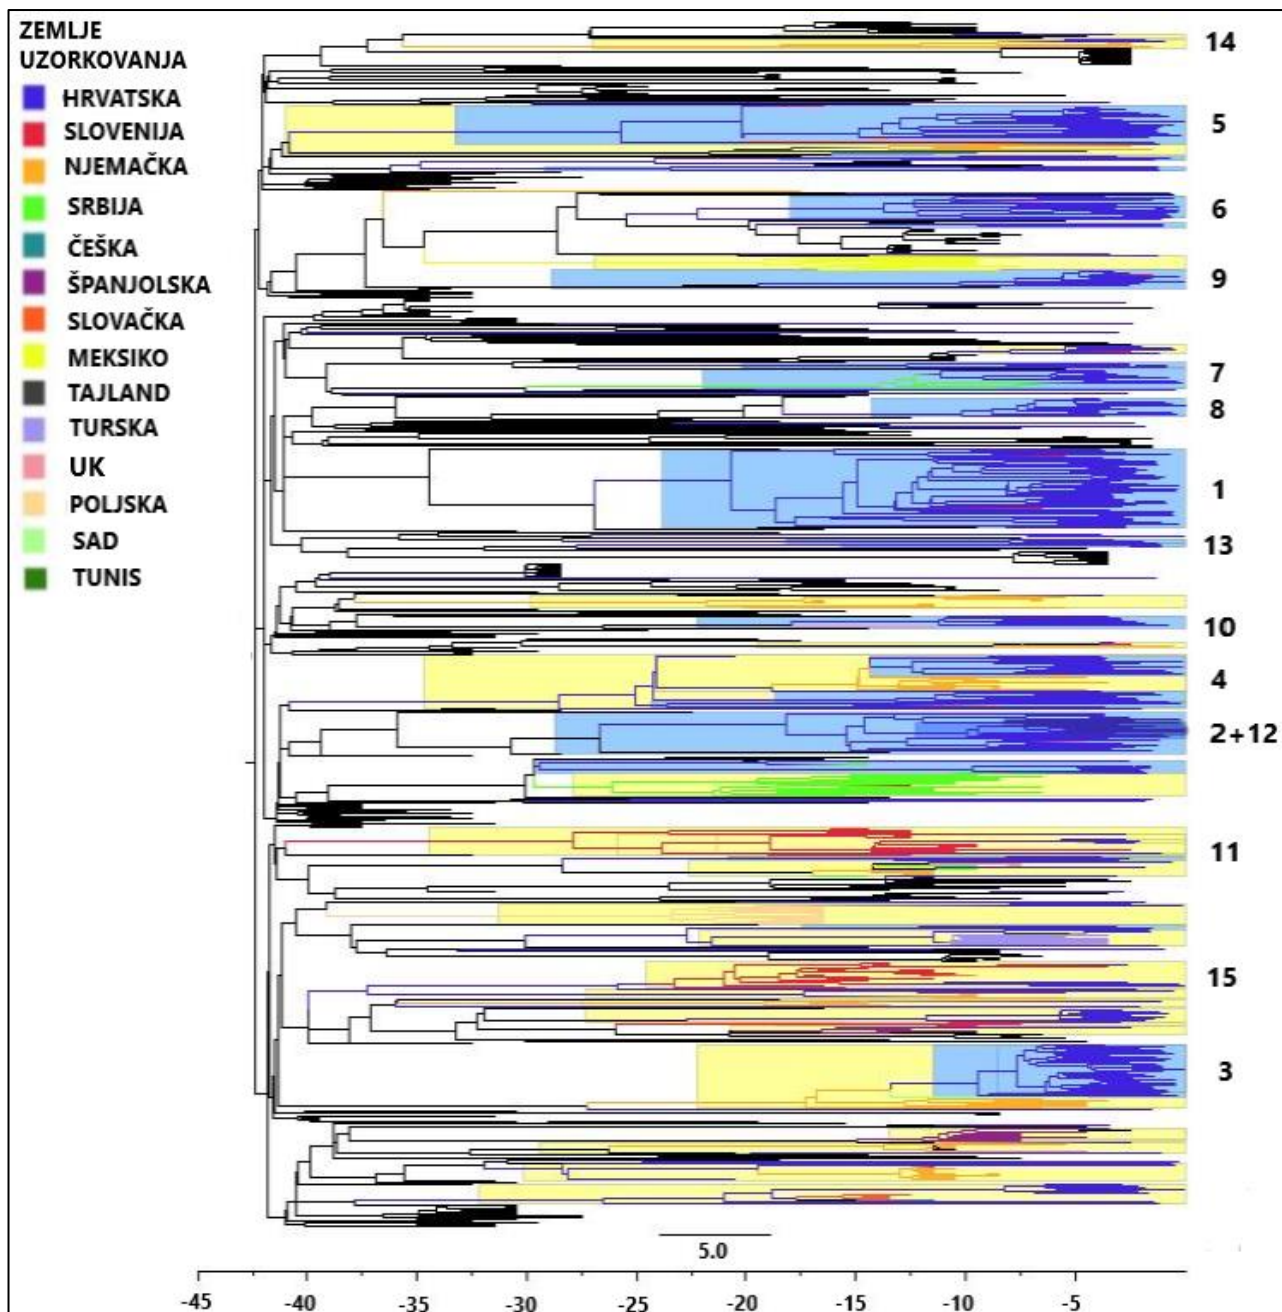 ZEMLJE
UZORKOVANJA
HRVATSKA
SLOVENIJA
NJEMAČKA
SRBIJA
ČEŠKA
ŠPANJOLSKA
SLOVAČKA
MEKSIKO
TAJLAND
TURSKA
UK
POLJSKA
SAD
TUNIS
14
5
6
9
7
8
1
13
10
4
2+12
11
15
3
5.0
-45 -40 -35 -30 -25 -20 -15 -10 -5